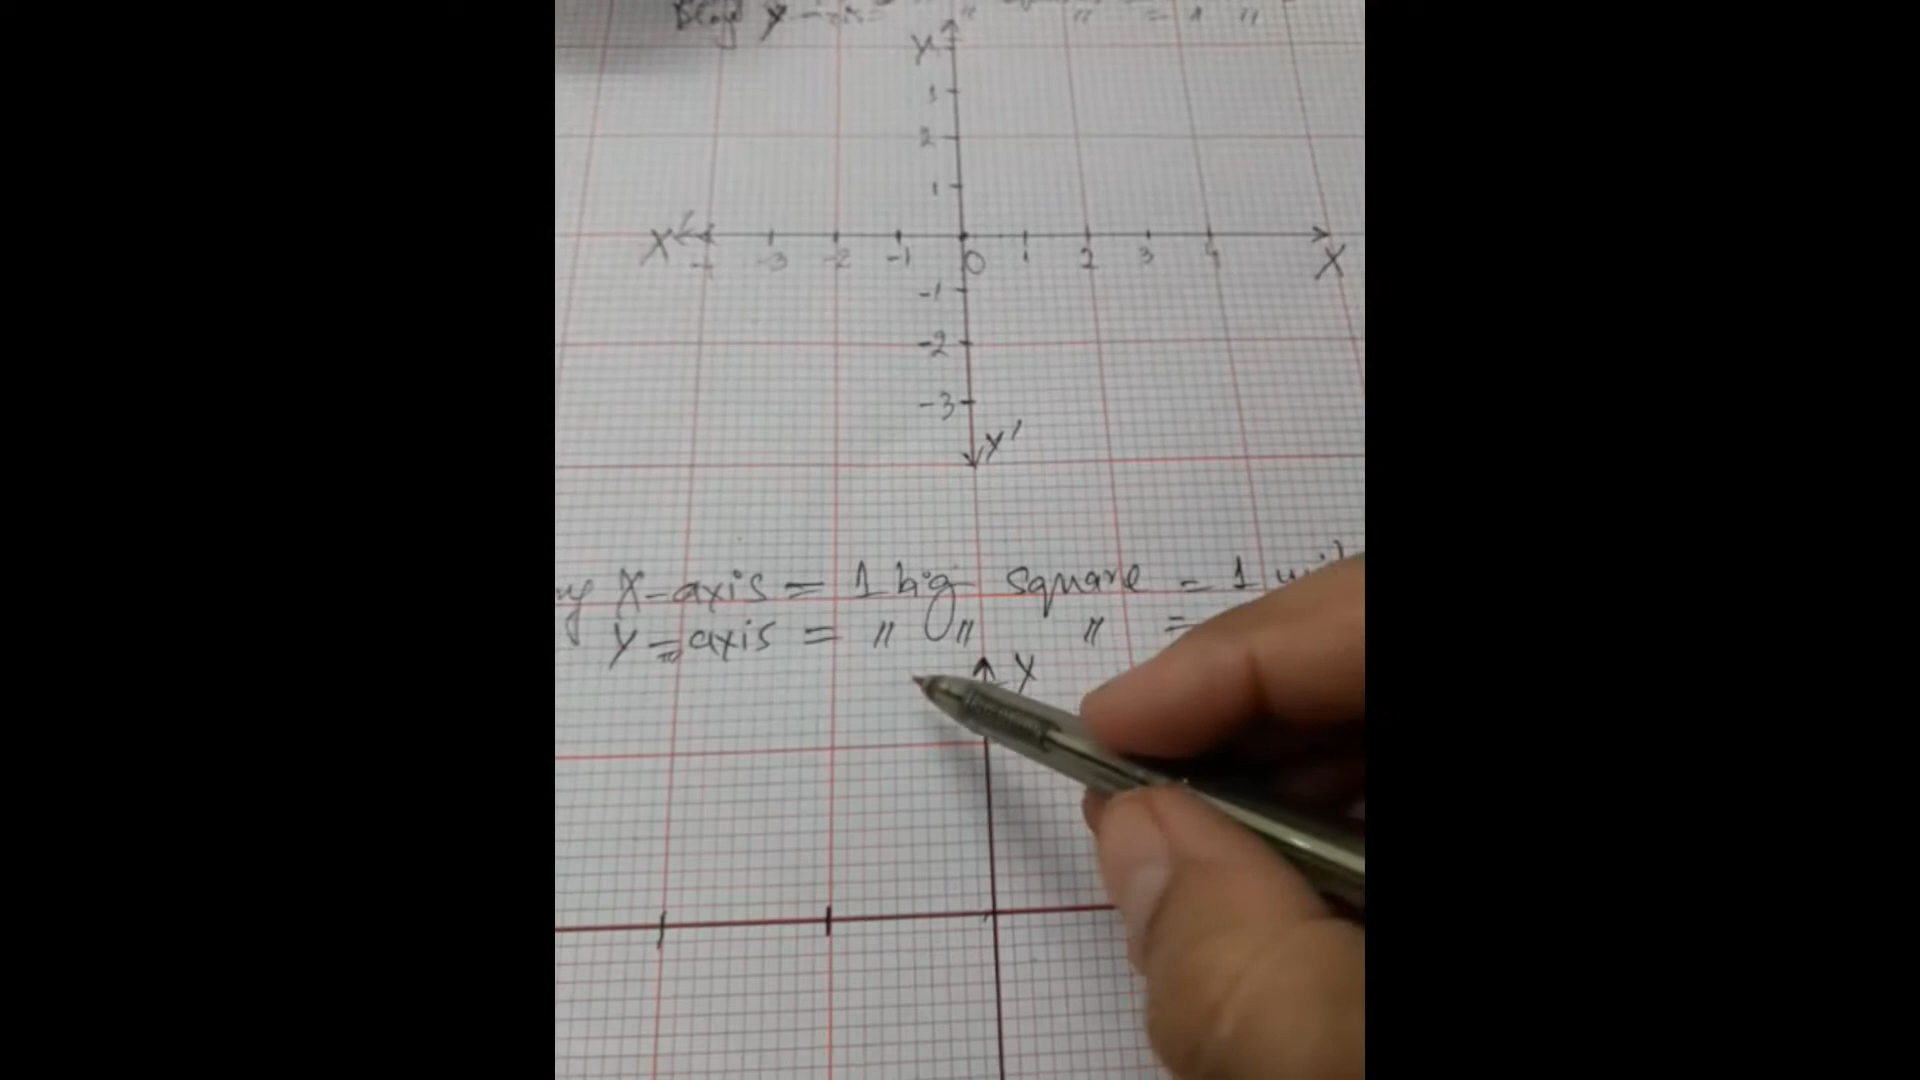 Y
3
2
1
X' -3 -2 -1 0 1 2 3 4 X
-1
-2
-3
Y'
X-axis = 1 big square = 1
Y-axis = " " " =
Y